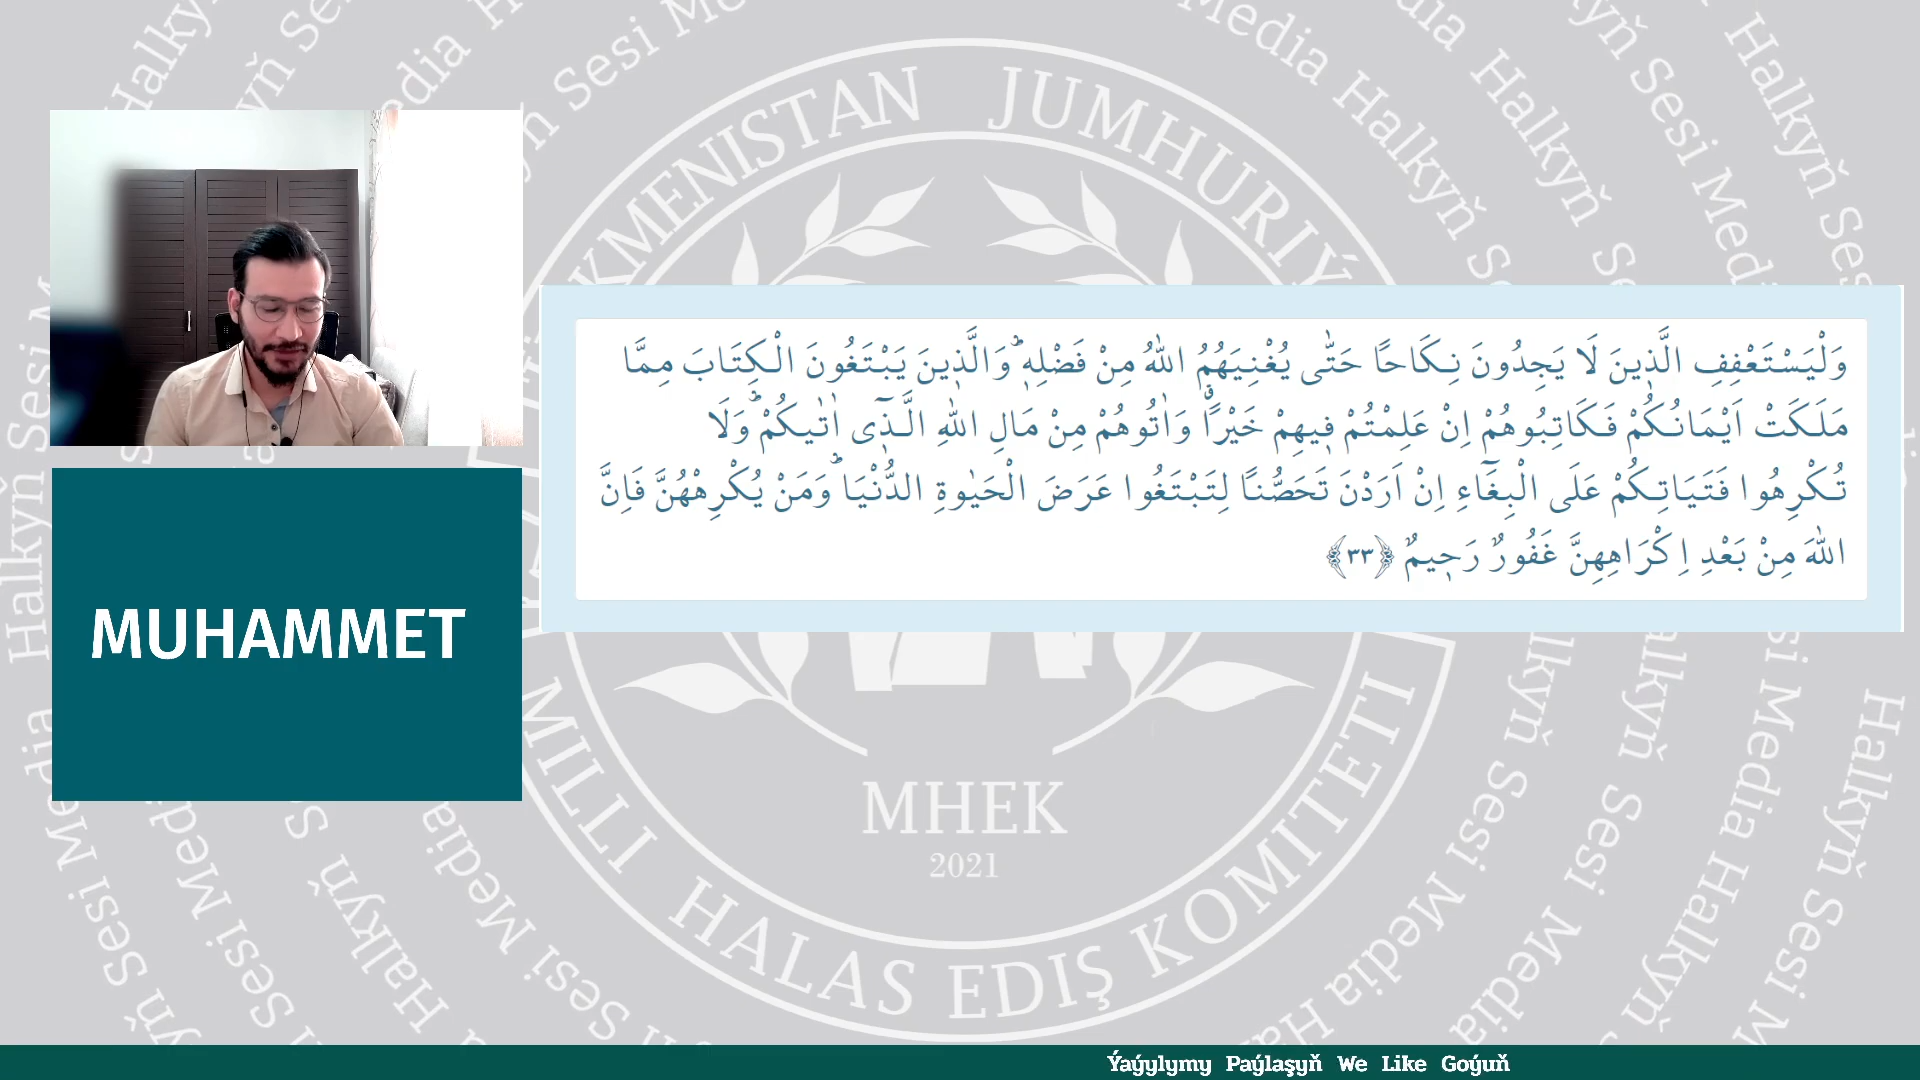 TÜRKMENISTAN JUMHURIÝ
وَلْيَسْتَعْفِفِ الَّذ۪ينَ لَا يَجِدُونَ نِكَاحًا حَتّٰى يُغْنِيَهُمُ اللّٰهُ مِنْ فَضْلِه۪ۜ وَالَّذ۪ينَ يَبْتَغُونَ الْكِتَابَ مِمَّا
مَلَكَتْ اَيْمَانُكُمْ فَكَاتِبُوهُمْ اِنْ عَلِمْتُمْ ف۪يهِمْ خَيْرًاۗ وَاٰتُوهُمْ مِنْ مَالِ اللّٰهِ الَّذ۪ٓى اٰتٰيكُمْۜ وَلَا
تُكْرِهُوا فَتَيَاتِكُمْ عَلَى الْبِغَٓاءِ اِنْ اَرَدْنَ تَحَصُّنًا لِتَبْتَغُوا عَرَضَ الْحَيٰوةِ الدُّنْيَاۜ وَمَنْ يُكْرِهْهُنَّ فَاِنَّ
اللّٰهَ مِنْ بَعْدِ اِكْرَاهِهِنَّ غَفُورٌ رَح۪يمٌ ﴿٣٣﴾
MUHAMMET
MHEK
2021
MILLI HALAS EDIŞ KOMITETI
Halkyň Sesi Media
Ýaýylymy Paýlaşyň We Like Goýuň